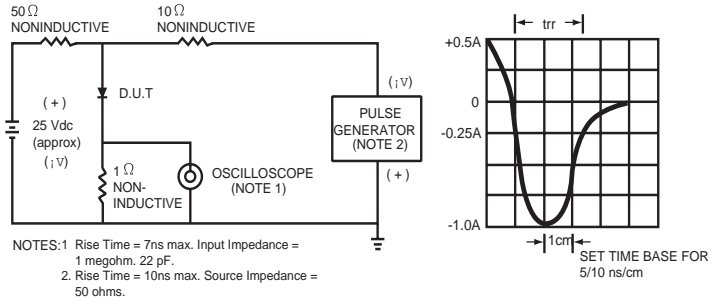 50 Ω
NONINDUCTIVE
10 Ω
NONINDUCTIVE
D.U.T
(+)
25 Vdc
(approx)
(¡V)
1 Ω
NON-
INDUCTIVE
OSCILLOSCOPE
(NOTE 1)
(¡V)
PULSE
GENERATOR
(NOTE 2)
(+)
NOTES:1 Rise Time = 7ns max. Input Impedance =
1 megohm. 22 pF.
2. Rise Time = 10ns max. Source Impedance =
50 ohms.
trr
+0.5A
0
-0.25A
-1.0A
1cm
SET TIME BASE FOR
5/10 ns/cm